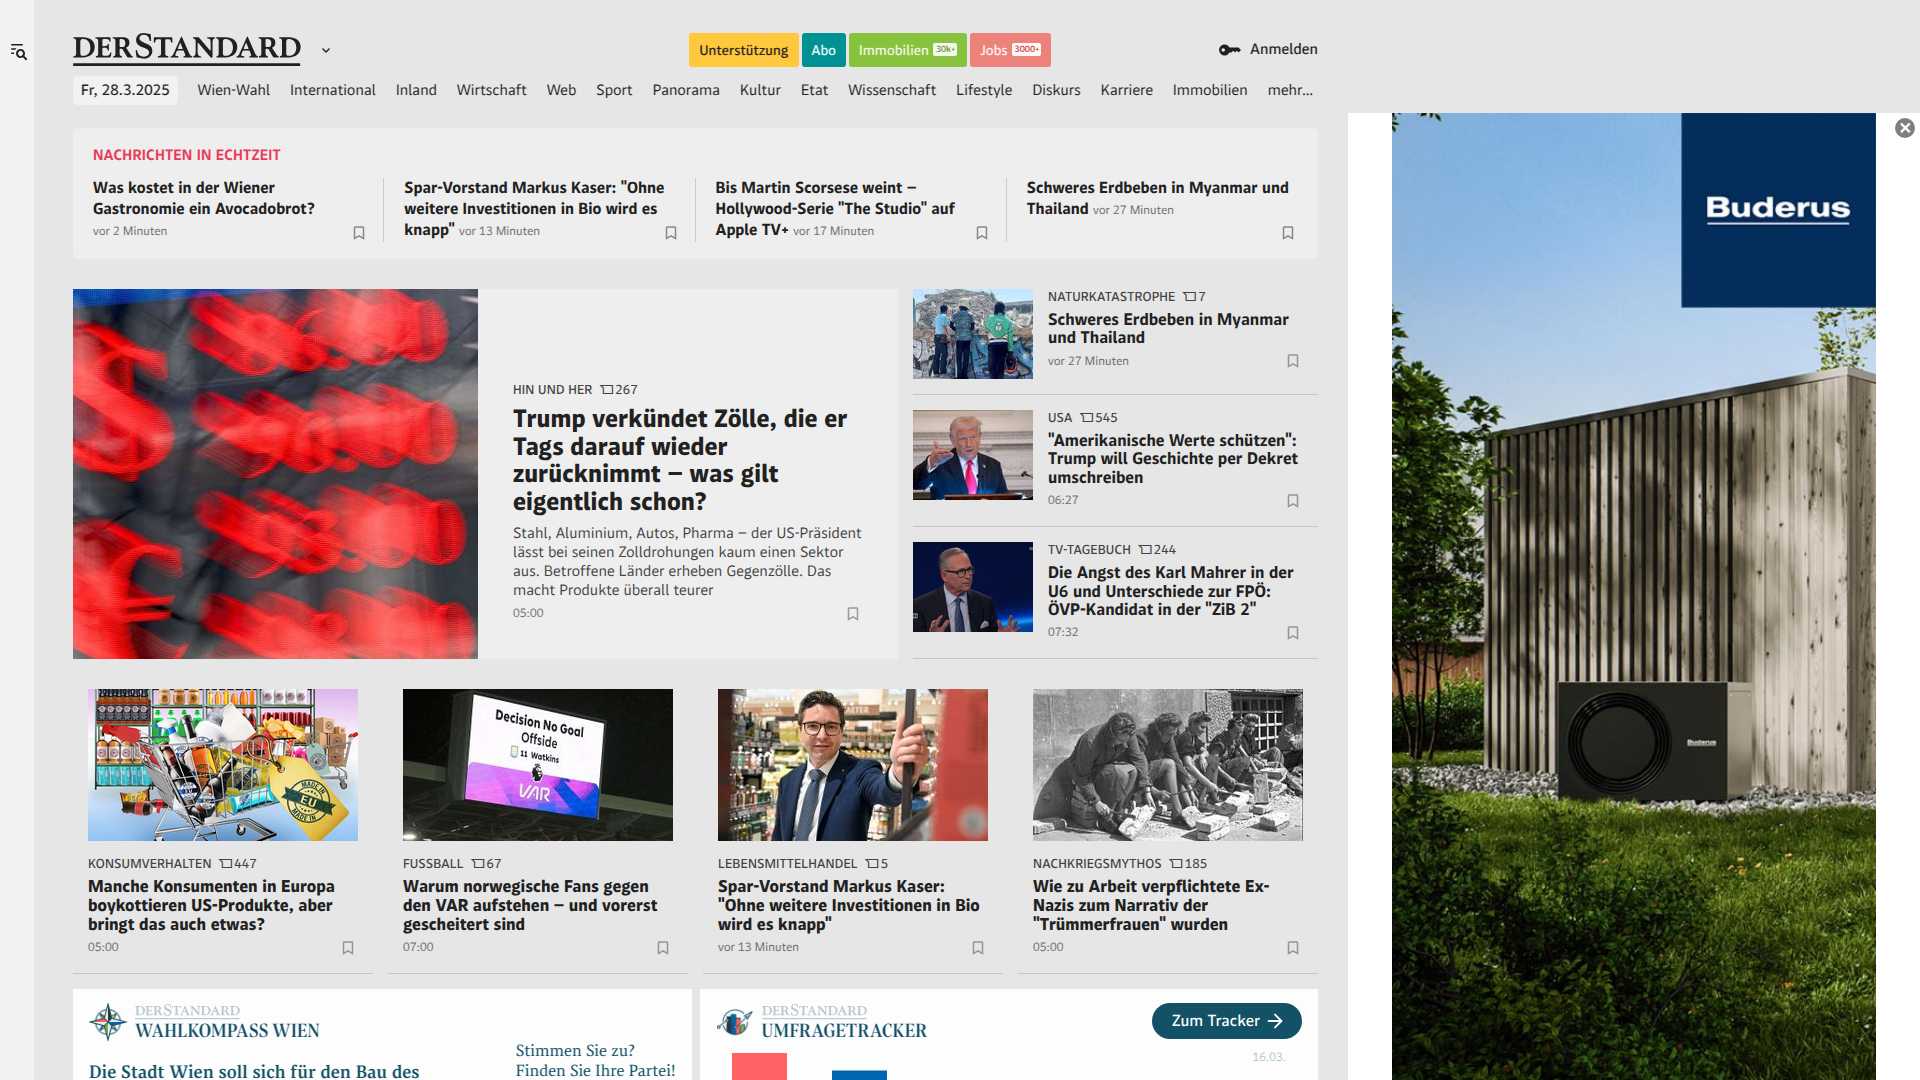 DERSTANDARD
Unterstützung
Abo
Immobilien 30k+
Jobs 3000+
Anmelden
Fr, 28.3.2025
Wien-Wahl
International
Inland
Wirtschaft
Web
Sport
Panorama
Kultur
Etat
Wissenschaft
Lifestyle
Diskurs
Karriere
Immobilien
mehr...
NACHRICHTEN IN ECHTZEIT
Was kostet in der Wiener
Gastronomie ein Avocadobrot?
vor 2 Minuten
Spar-Vorstand Markus Kaser: "Ohne
weitere Investitionen in Bio wird es
knapp" vor 13 Minuten
Bis Martin Scorsese weint –
Hollywood-Serie "The Studio" auf
Apple TV+ vor 17 Minuten
Schweres Erdbeben in Myanmar und
Thailand vor 27 Minuten
HIN UND HER 267
Trump verkündet Zölle, die er
Tags darauf wieder
zurücknimmt – was gilt
eigentlich schon?
Stahl, Aluminium, Autos, Pharma – der US-Präsident
lässt bei seinen Zolldrohungen kaum einen Sektor
aus. Betroffene Länder erheben Gegenzölle. Das
macht Produkte überall teurer
05:00
NATURKATASTROPHE 7
Schweres Erdbeben in Myanmar
und Thailand
vor 27 Minuten
USA 545
"Amerikanische Werte schützen":
Trump will Geschichte per Dekret
umschreiben
06:27
TV-TAGEBUCH 244
Die Angst des Karl Mahrer in der
U6 und Unterschiede zur FPÖ:
ÖVP-Kandidat in der "ZiB 2"
07:32
MADE IN
EU
MADE IN
KONSUMVERHALTEN 447
Manche Konsumenten in Europa
boykottieren US-Produkte, aber
bringt das auch etwas?
05:00
Decision No Goal
Offside
11 Watkins
VAR
FUSSBALL 67
Warum norwegische Fans gegen
den VAR aufstehen – und vorerst
gescheitert sind
07:00
LEBENSMITTELHANDEL 5
Spar-Vorstand Markus Kaser:
"Ohne weitere Investitionen in Bio
wird es knapp"
vor 13 Minuten
NACHKRIEGSMYTHOS 185
Wie zu Arbeit verpflichtete Ex-
Nazis zum Narrativ der
"Trümmerfrauen" wurden
05:00
DERSTANDARD
WAHLKOMPASS WIEN
Die Stadt Wien soll sich für den Bau des
Stimmen Sie zu?
Finden Sie Ihre Partei!
DERSTANDARD
UMFRAGETRACKER
Zum Tracker
16.03.
Buderus
Buderus